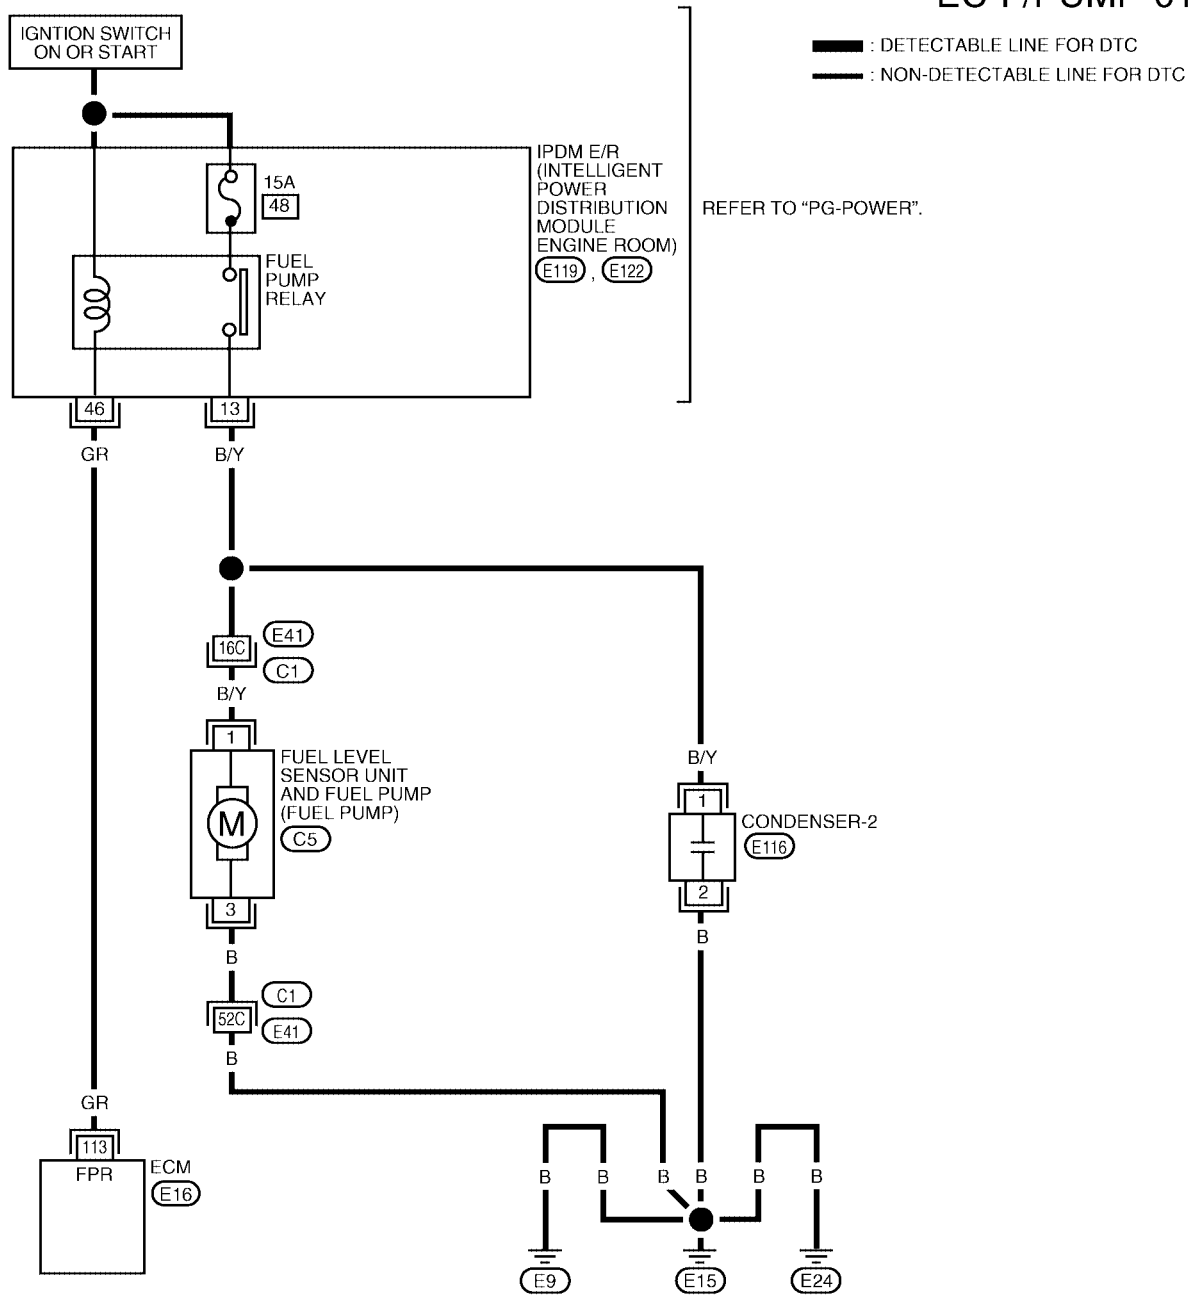 IGNTION SWITCH
ON OR START
: DETECTABLE LINE FOR DTC
: NON-DETECTABLE LINE FOR DTC
IPDM E/R
(INTELLIGENT
POWER
DISTRIBUTION
MODULE
ENGINE ROOM)
E119 , E122
REFER TO “PG-POWER”.
15A
48
FUEL
PUMP
RELAY
46
13
GR
B/Y
16C
E41
C1
B/Y
1
FUEL LEVEL
SENSOR UNIT
AND FUEL PUMP
(FUEL PUMP)
C5
M
3
B/Y
1
CONDENSER-2
E116
2
B
B
C1
52C
E41
B
GR
113
FPR
ECM
E16
B
B
B
B
B
B
E9
E15
E24